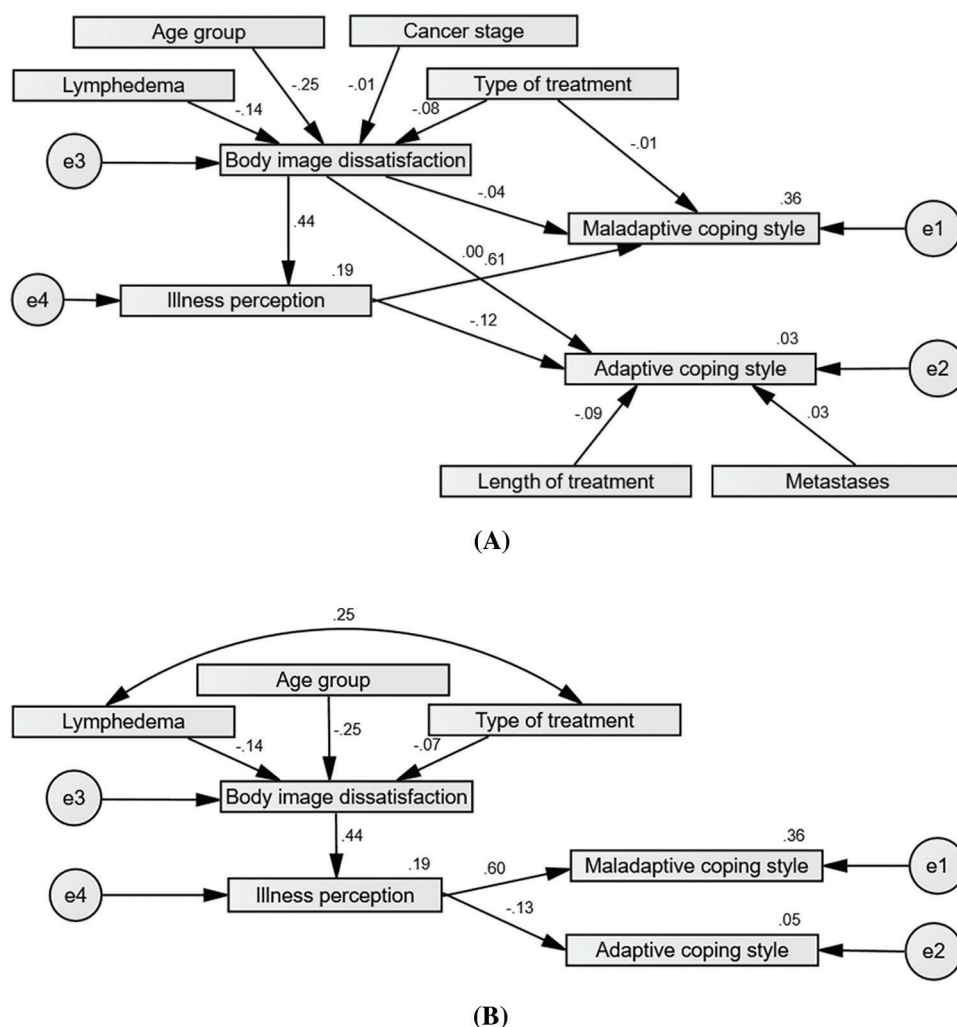 Age group
Cancer stage
Lymphedema
Type of treatment
-.25
-.01
-.14
-.08
e3
Body image dissatisfaction
-.01
-.04
.36
.44
Maladaptive coping style
e1
.00
.61
.19
e4
Illness perception
-.12
.03
Adaptive coping style
e2
-.09
.03
Length of treatment
Metastases
(A)
.25
Age group
Lymphedema
Type of treatment
-.14
-.25
-.07
e3
Body image dissatisfaction
.44
.36
.19
.60
Maladaptive coping style
e1
e4
Illness perception
-.13
.05
Adaptive coping style
e2
(B)